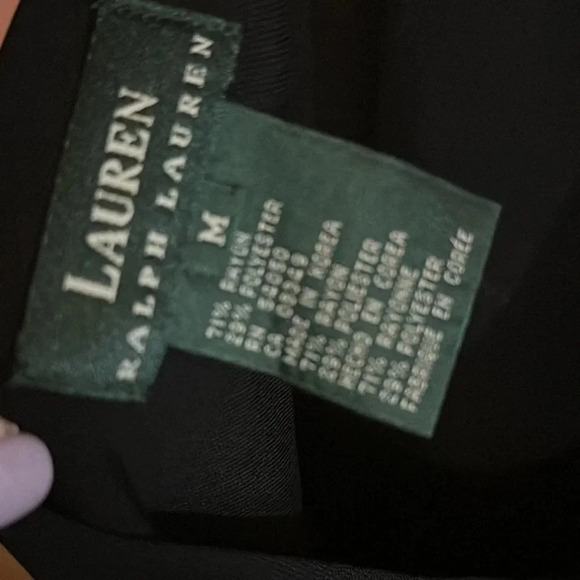 LAUREN
RALPH LAUREN
M
71% RAYON
29% POLYESTER
MADE IN KOREA
71% RAYON
29% POLIESTER
HECHO EN COREA
71% RAYONNE
29% POLYESTER
FABRIQUÉ EN CORÉE